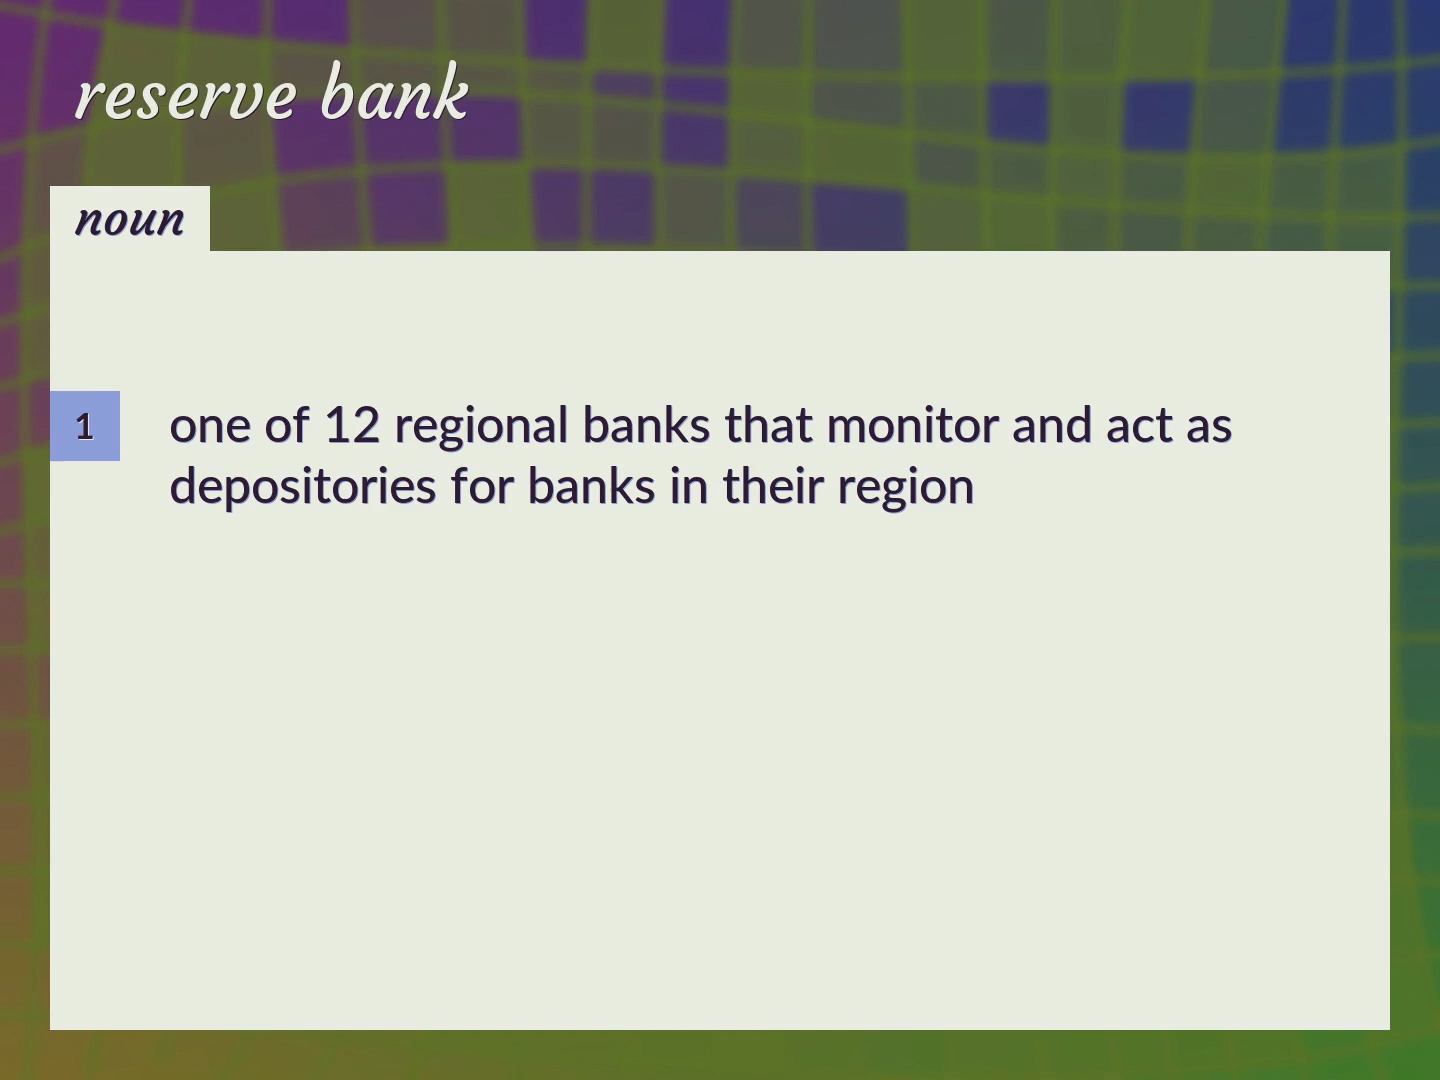 reserve bank
noun
1
one of 12 regional banks that monitor and act as
depositories for banks in their region